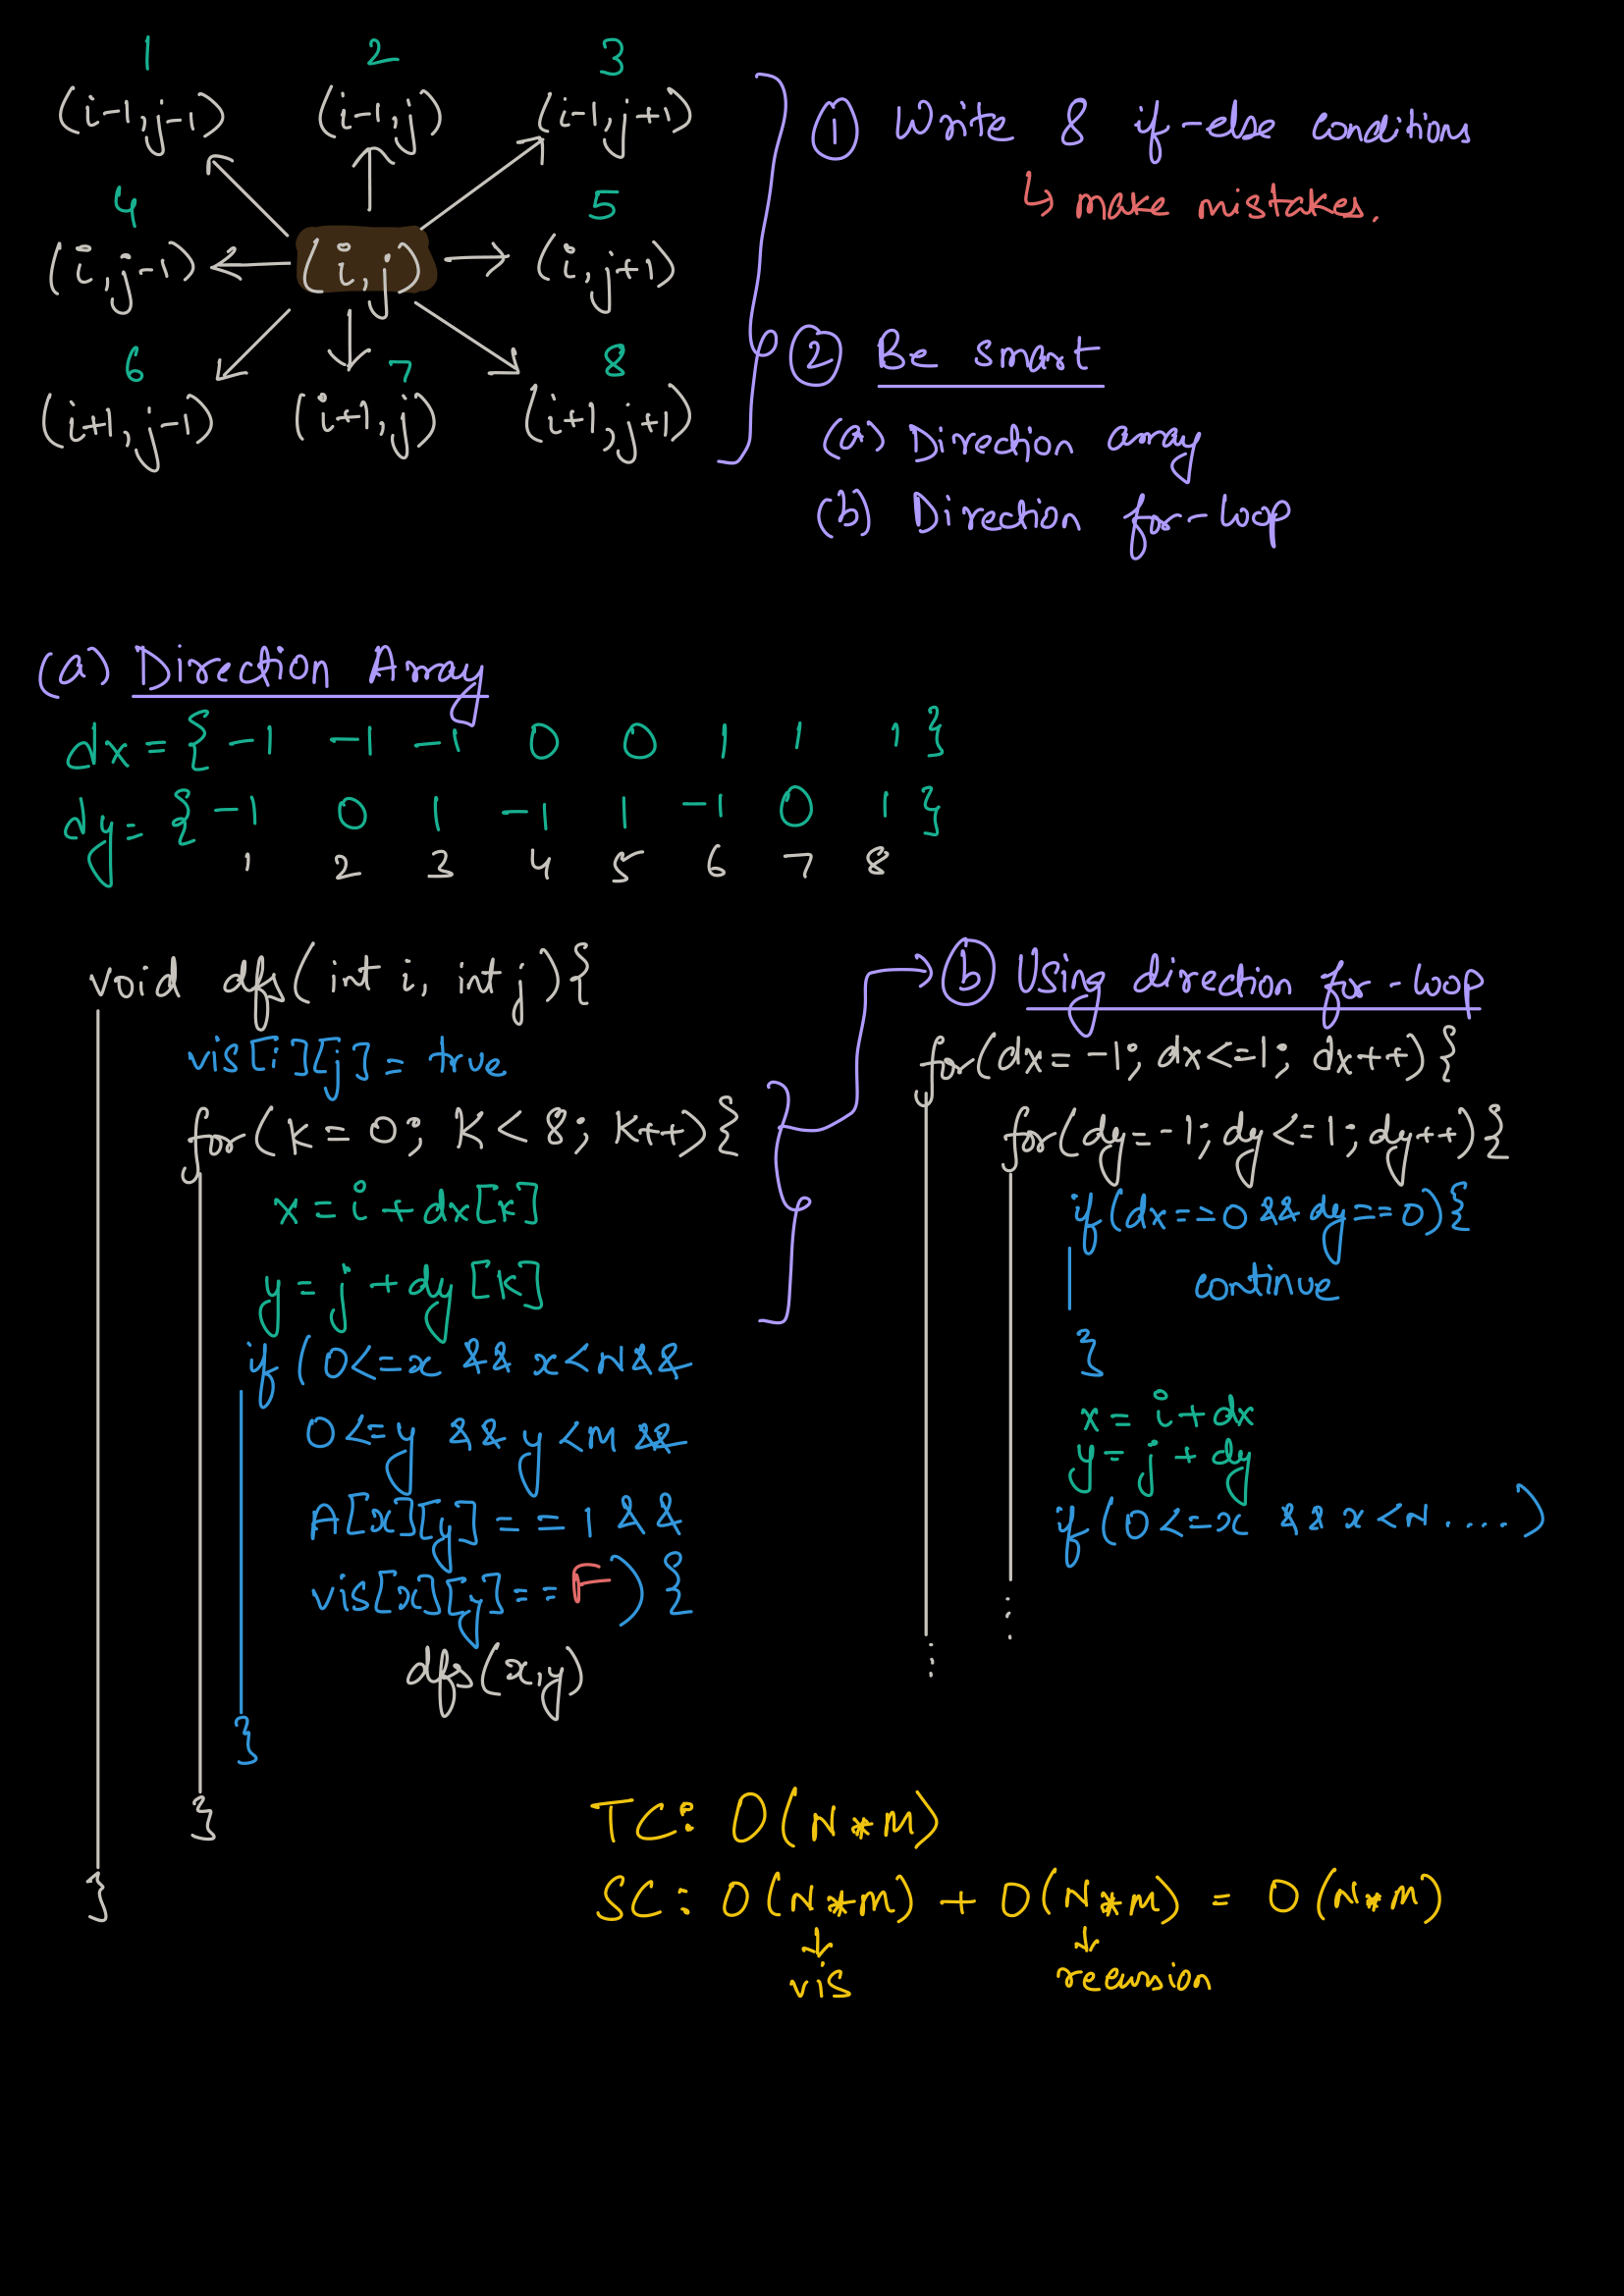 1 2 3
(i-1,j-1) (i-1,j) (i-1,j+1)
4 5
(i,j-1) (i,j) (i,j+1)
6 7 8
(i+1,j-1) (i+1,j) (i+1,j+1)
① Write 8 if-else conditions
↳ make mistakes.
② Be smart
(a) Direction array
(b) Direction for-loop
(a) Direction Array
dx = { -1 -1 -1 0 0 1 1 1 }
dy = { -1 0 1 -1 1 -1 0 1 }
1 2 3 4 5 6 7 8
void dfs(int i, int j){
vis[i][j] = true
for(k = 0; k < 8; k++){
x = i + dx[k]
y = j + dy[k]
if (0<=x && x<N &&
0<=y && y<M &&
A[x][y] == 1 &&
vis[x][y] == F) {
dfs(x,y)
}
}
}
ⓑ Using direction for-loop
for(dx = -1; dx<=1; dx++){
for(dy = -1; dy<=1; dy++){
if(dx==0 && dy==0){
continue
}
x = i + dx
y = j + dy
if (0<=x && x<N ....)
TC: O(N*M)
SC: O(N*M) + O(N*M) = O(N*M)
vis recursion